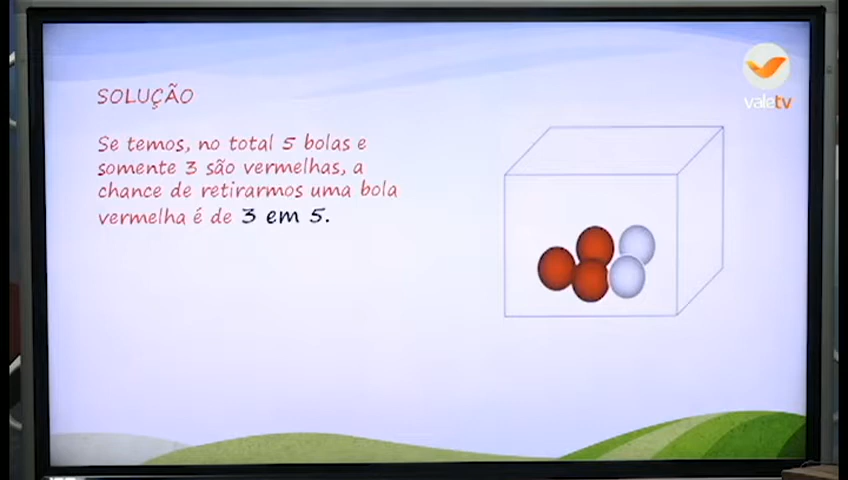 SOLUÇÃO
Se temos, no total 5 bolas e
somente 3 são vermelhas, a
chance de retirarmos uma bola
vermelha é de 3 em 5.
valetv